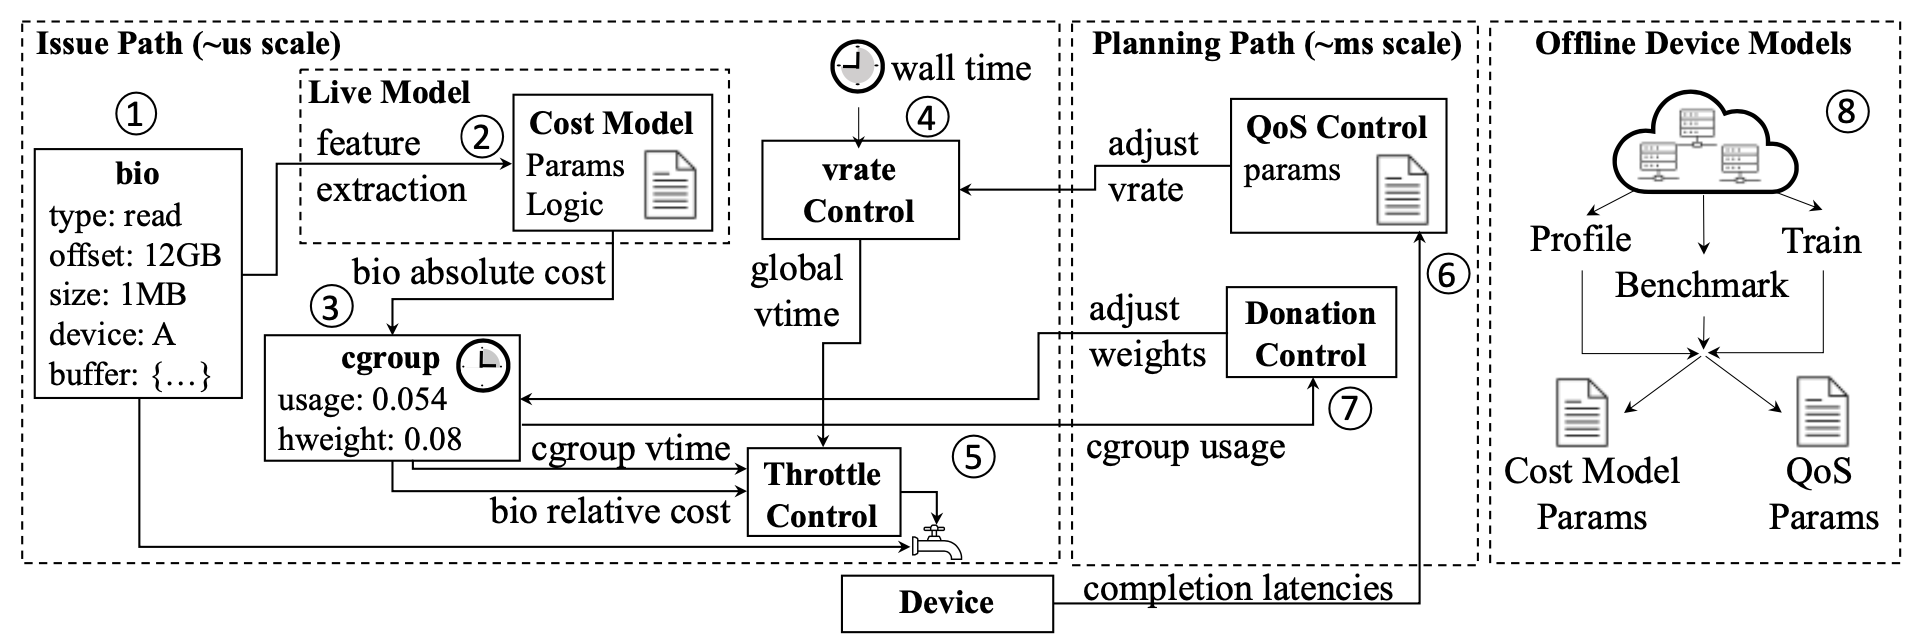 Issue Path (~us scale)
①
bio
type: read
offset: 12GB
size: 1MB
device: A
buffer: {...}
Live Model
feature
extraction
②
Cost Model
Params
Logic
bio absolute cost
③
cgroup
usage: 0.054
hweight: 0.08
wall time
④
vrate
Control
global
vtime
cgroup vtime
bio relative cost
⑤
Throttle
Control
Planning Path (~ms scale)
adjust
vrate
QoS Control
params
⑥
adjust
weights
Donation
Control
⑦
cgroup usage
Device
completion latencies
Offline Device Models
⑧
Profile
Benchmark
Train
Cost Model
Params
QoS
Params